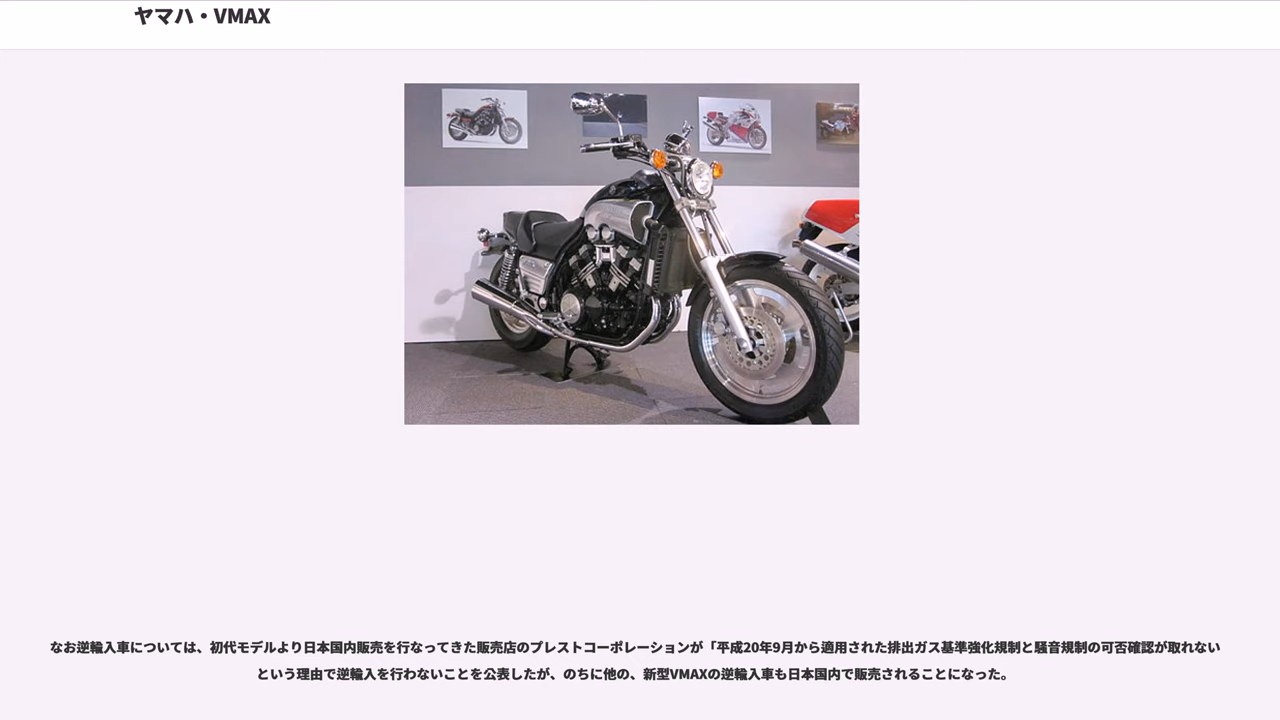 ヤマハ・VMAX
なお逆輸入車については、初代モデルより日本国内販売を行なってきた販売店のプレストコーポレーションが「平成20年9月から適用された排出ガス基準強化規制と騒音規制の可否確認が取れない
という理由で逆輸入を行わないことを公表したが、のちに他の、新型VMAXの逆輸入車も日本国内で販売されることになった。